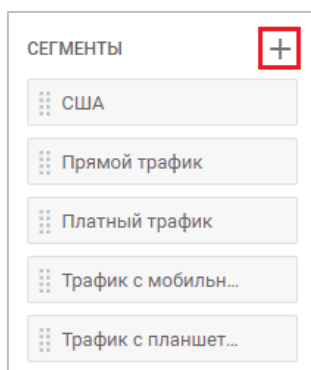 СЕГМЕНТЫ
США
Прямой трафик
Платный трафик
Трафик с мобильн...
Трафик с планшет...